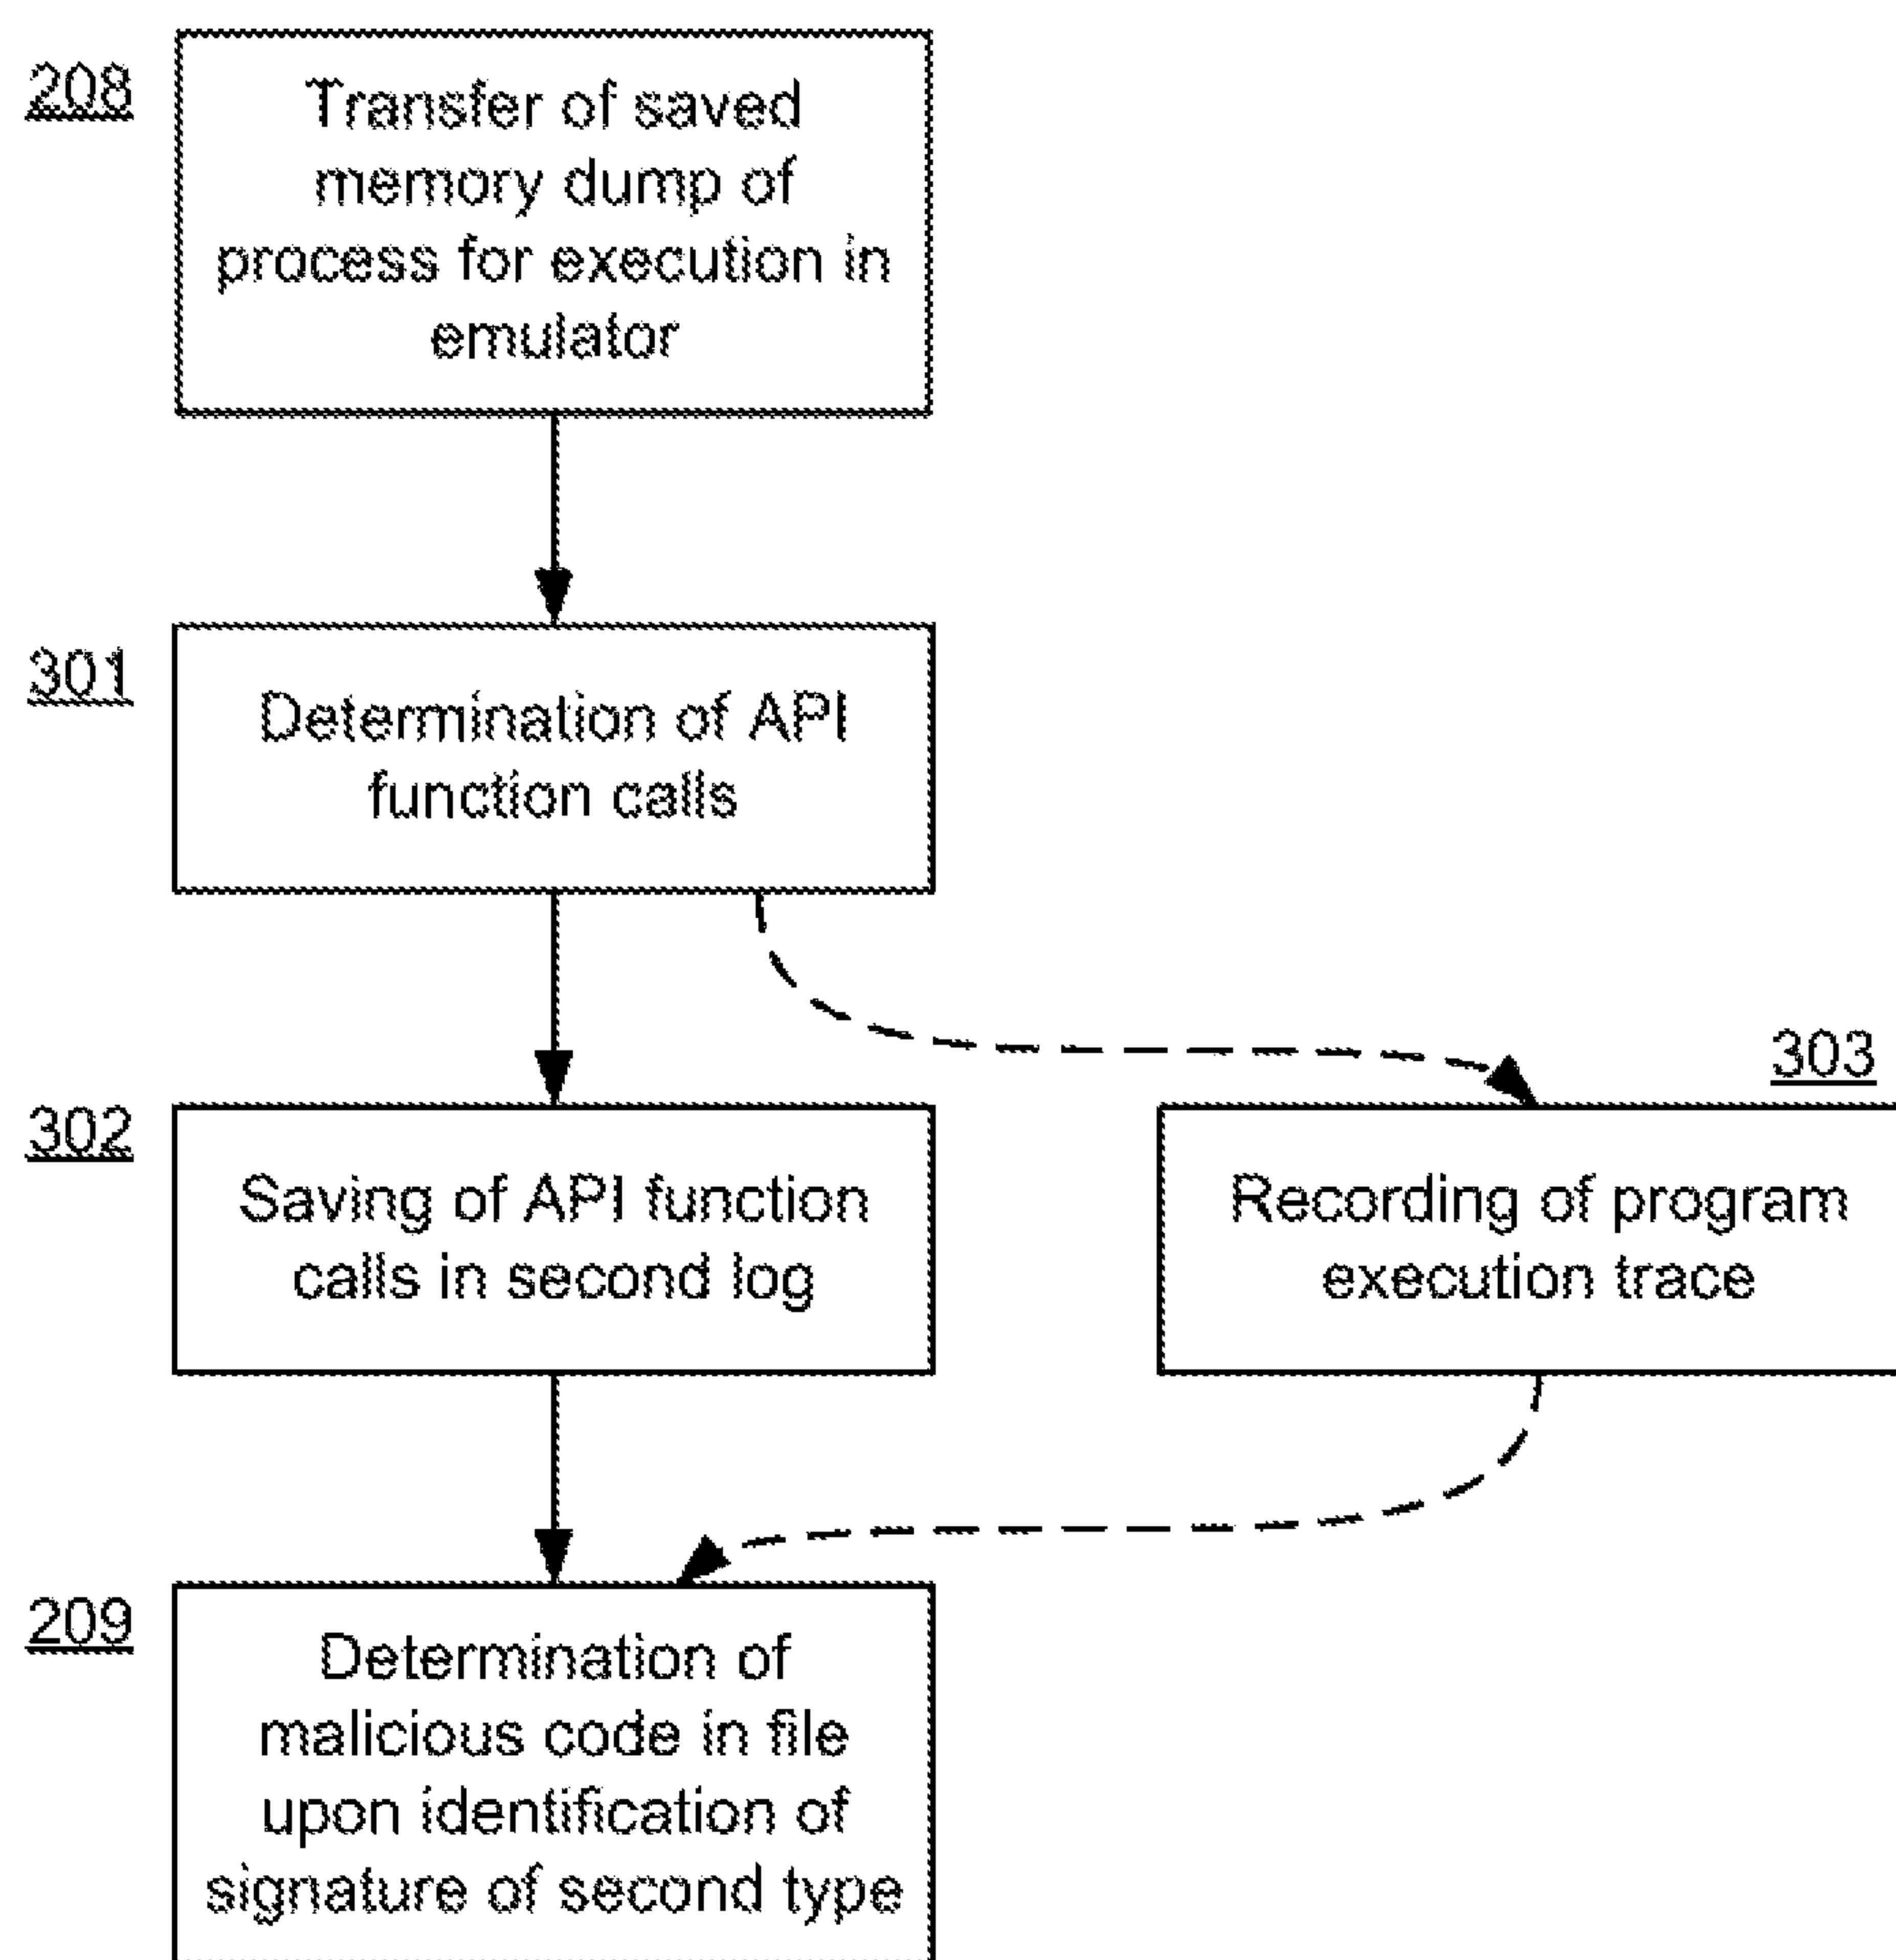 208
Transfer of saved
memory dump of
process for execution in
emulator
301
Determination of API
function calls
303
302
Saving of API function
calls in second log
Recording of program
execution trace
209
Determination of
malicious code in file
upon identification of
signature of second type